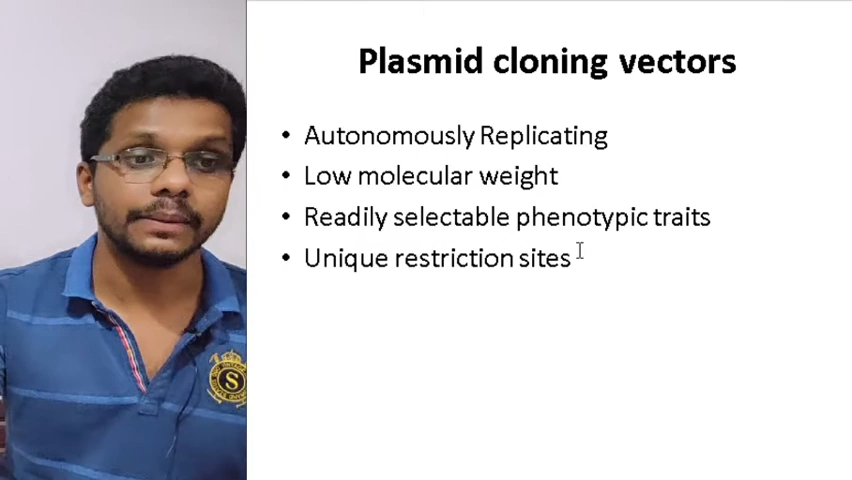 Plasmid cloning vectors
• Autonomously Replicating
• Low molecular weight
• Readily selectable phenotypic traits
• Unique restriction sites
S